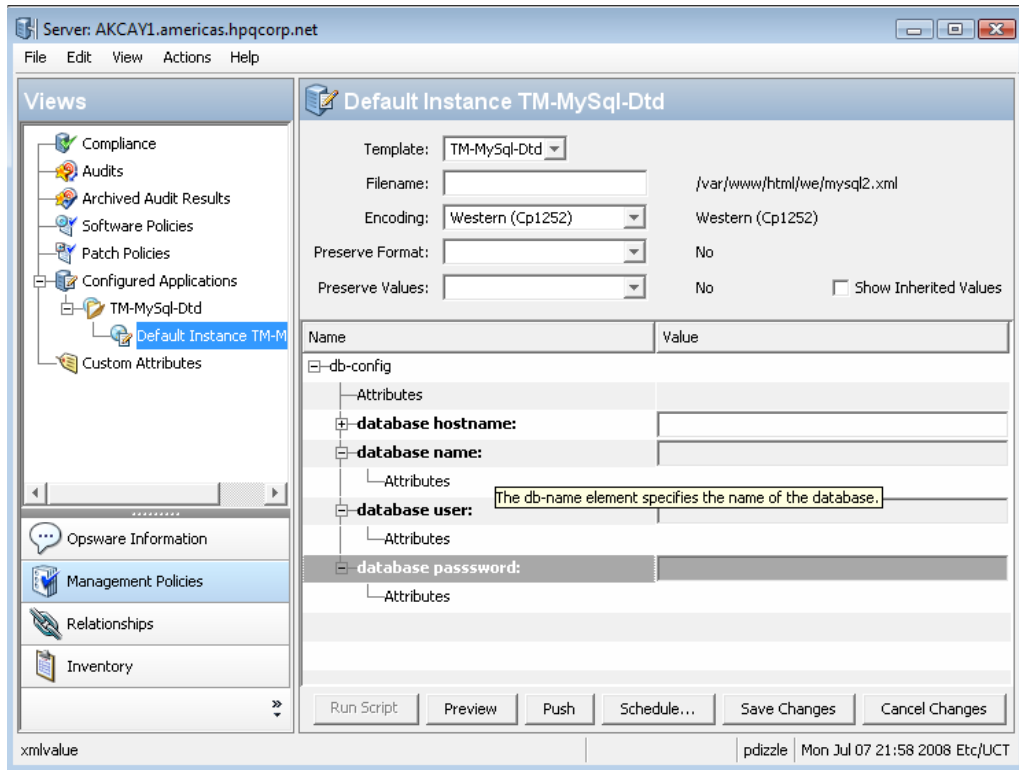 Server: AKCAY1.americas.hpqcorp.net
File Edit View Actions Help
Views
Compliance
Audits
Archived Audit Results
Software Policies
Patch Policies
Configured Applications
TM-MySql-Dtd
Default Instance TM-M
Custom Attributes
Opsware Information
Management Policies
Relationships
Inventory
Default Instance TM-MySql-Dtd
Template: TM-MySql-Dtd
Filename: /var/www/html/we/mysql2.xml
Encoding: Western (Cp1252) Western (Cp1252)
Preserve Format: No
Preserve Values: No Show Inherited Values
Name Value
db-config
Attributes
database hostname:
database name:
Attributes
The db-name element specifies the name of the database.
database user:
Attributes
database passsword:
Attributes
Run Script Preview Push Schedule... Save Changes Cancel Changes
xmlvalue pdizzle Mon Jul 07 21:58 2008 Etc/UCT